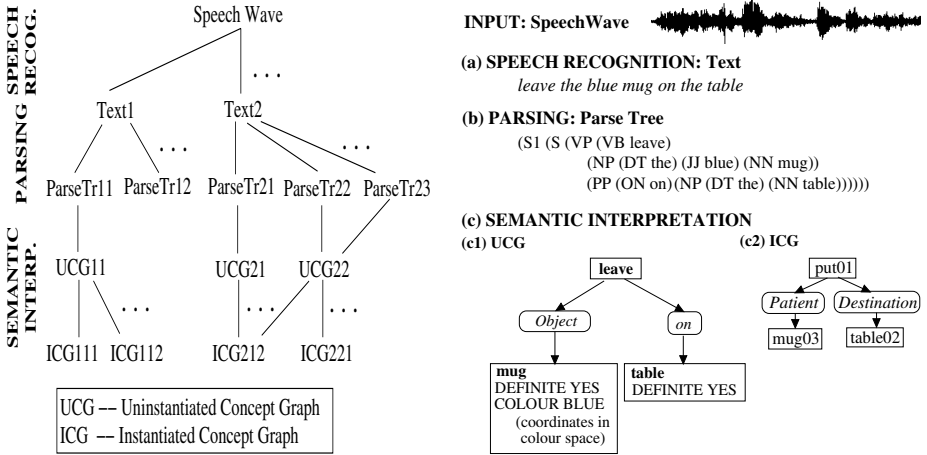 SPEECH
RECOG.
PARSING
SEMANTIC
INTERP.
Speech Wave
. . .
Text1 Text2
. . . . . .
ParseTr11 ParseTr12 ParseTr21 ParseTr22 ParseTr23
UCG11 UCG21 UCG22
. . . . . . . . .
ICG111 ICG112 ICG212 ICG221
UCG –– Uninstantiated Concept Graph
ICG –– Instantiated Concept Graph
INPUT: SpeechWave
(a) SPEECH RECOGNITION: Text
leave the blue mug on the table
(b) PARSING: Parse Tree
(S1 (S (VP (VB leave)
(NP (DT the) (JJ blue) (NN mug))
(PP (ON on) (NP (DT the) (NN table))))))
(c) SEMANTIC INTERPRETATION
(c1) UCG
leave
Object on
mug
DEFINITE YES
COLOUR BLUE
(coordinates in
colour space)
table
DEFINITE YES
(c2) ICG
put01
Patient Destination
mug03 table02